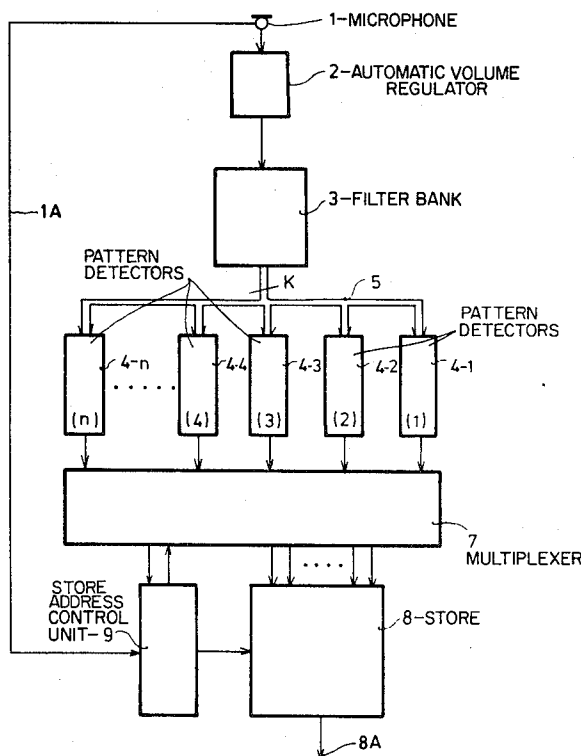 1-MICROPHONE
2-AUTOMATIC VOLUME
REGULATOR
1A
3-FILTER BANK
PATTERN
DETECTORS
K
5
PATTERN
DETECTORS
4-n
4-4
4-3
4-2
4-1
.....
(n)
(4)
(3)
(2)
(1)
7
MULTIPLEXER
....
STORE
ADDRESS
CONTROL
UNIT-9
8-STORE
8A